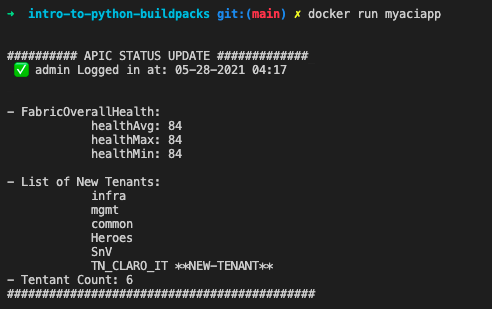 ➜ intro-to-python-buildpacks git:(main) ✗ docker run myaciapp
########## APIC STATUS UPDATE #############
✅ admin Logged in at: 05-28-2021 04:17
- FabricOverallHealth:
healthAvg: 84
healthMax: 84
healthMin: 84
- List of New Tenants:
infra
mgmt
common
Heroes
SnV
TN_CLARO_IT **NEW-TENANT**
- Tentant Count: 6
############################################